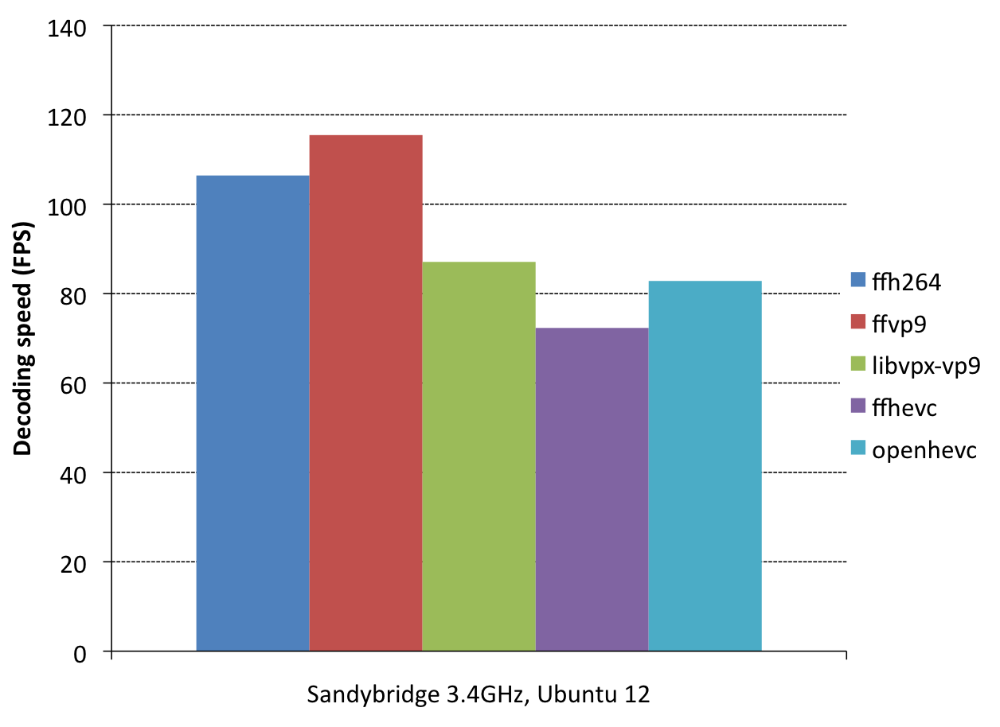 140
120
100
80
60
40
20
0
Decoding speed (FPS)
Sandybridge 3.4GHz, Ubuntu 12
ffh264
ffvp9
libvpx-vp9
ffhevc
openhevc